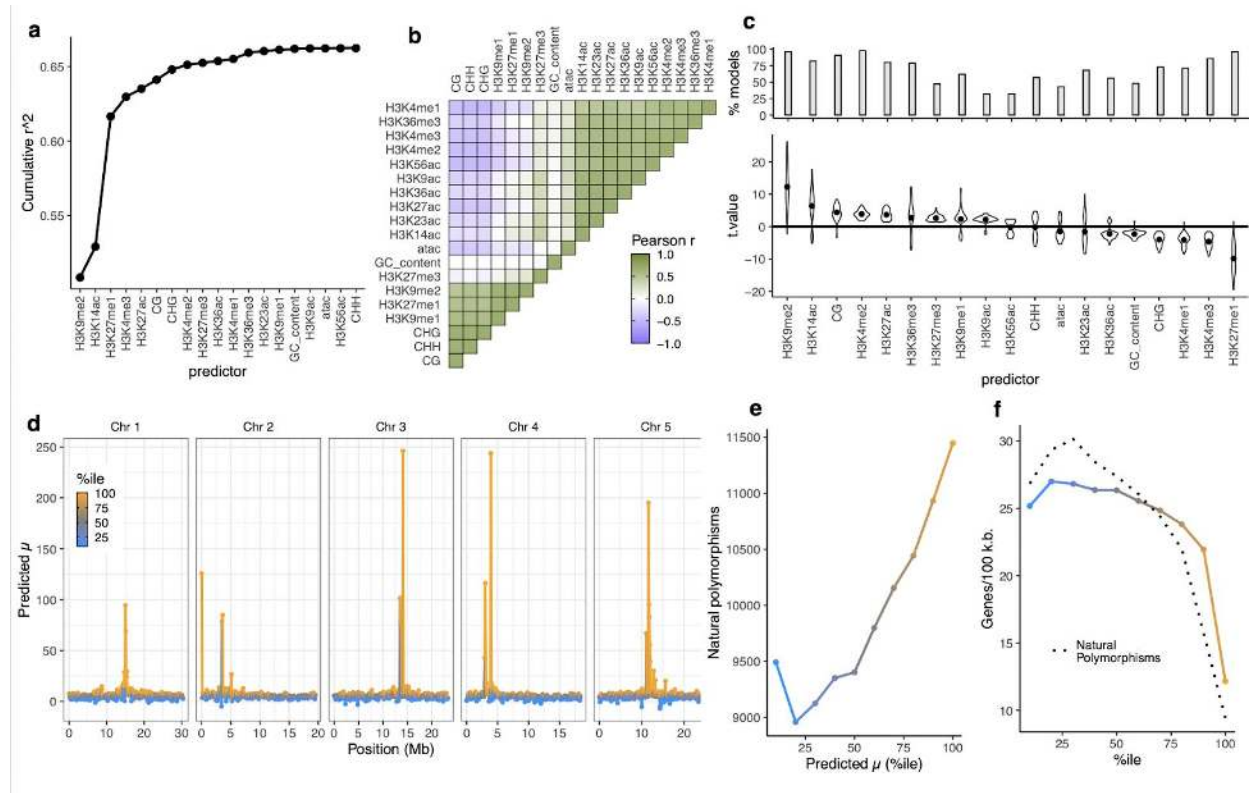 a
0.65
0.60
0.55
Cumulative r^2
H3K9me2
H3K14ac
H3K27me1
H3K4me3
H3K27ac
CG
CHG
H3K4me2
H3K27me3
H3K36ac
H3K4me1
H3K36me3
H3K23ac
H3K9me1
GC_content
H3K9ac
atac
H3K56ac
CHH
predictor
b
CG
CHH
CHG
H3K9me1
H3K27me1
H3K9me2
H3K27me3
GC_content
atac
H3K14ac
H3K23ac
H3K27ac
H3K36ac
H3K9ac
H3K56ac
H3K4me2
H3K4me3
H3K36me3
H3K4me1
H3K4me1
H3K36me3
H3K4me3
H3K4me2
H3K56ac
H3K9ac
H3K36ac
H3K27ac
H3K23ac
H3K14ac
atac
GC_content
H3K27me3
H3K9me2
H3K27me1
H3K9me1
CHG
CHH
CG
Pearson r
1.0
0.5
0.0
−0.5
−1.0
c
% models
100
75
50
25
0
t.value
20
10
0
−10
−20
H3K9me2
H3K14ac
CG
H3K4me2
H3K27ac
H3K36me3
H3K27me3
H3K9me1
H3K9ac
H3K56ac
CHH
atac
H3K23ac
H3K36ac
GC_content
CHG
H3K4me1
H3K4me3
H3K27me1
predictor
d
Chr 1 Chr 2 Chr 3 Chr 4 Chr 5
250
200
150
100
50
0
Predicted μ
%ile
100
75
50
25
0 10 20 30 0 5 10 15 20 0 5 10 15 20 0 5 10 15 20 0 10 20
Position (Mb)
e
11500
11000
10500
10000
9500
9000
Natural polymorphisms
25 50 75 100
Predicted μ (%ile)
f
30
25
20
15
10
Genes/100 k.b.
Natural
Polymorphisms
25 50 75 100
%ile